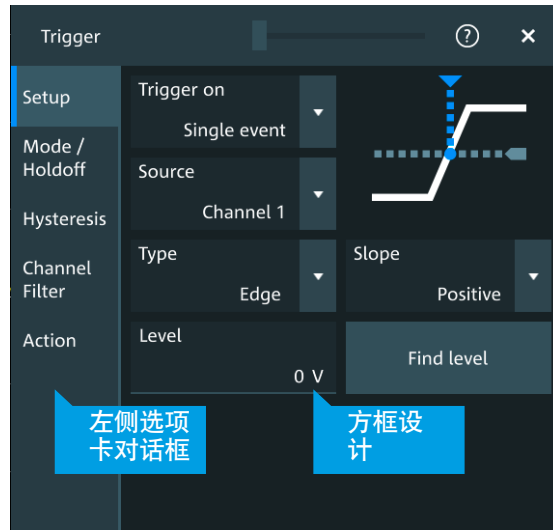 Trigger
?
×
Setup
Mode /
Holdoff
Hysteresis
Channel
Filter
Action
Trigger on
Single event
Source
Channel 1
Type
Edge
Slope
Positive
Level
0 V
Find level
左侧选项
卡对话框
方框设
计